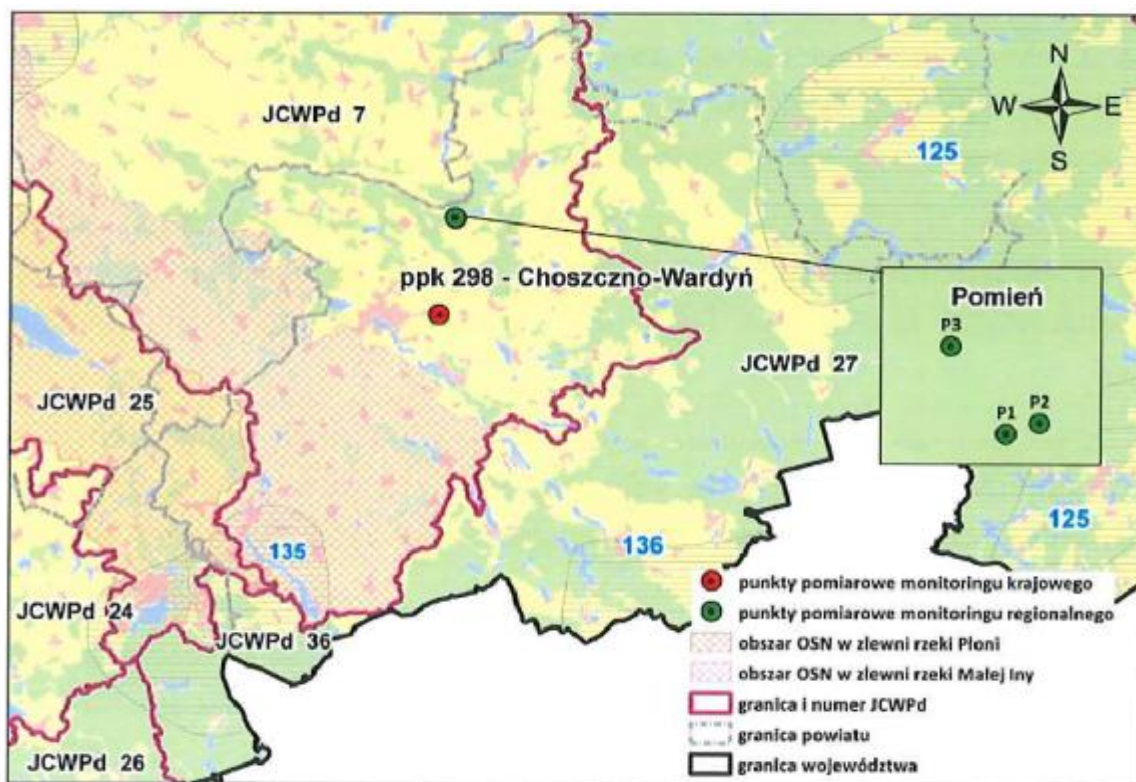 N
JCWPd 7
W E
125
S
ppk 298 - Choszczno-Wardyń
Pomień
P3
JCWPd 27
JCWPd 25
P1 P2
135
136
125
JCWPd 24
JCWPd 36
JCWPd 26
punkty pomiarowe monitoringu krajowego
punkty pomiarowe monitoringu regionalnego
obszar OSN w zlewni rzeki Płoni
obszar OSN w zlewni rzeki Małej Iny
granica i numer JCWPd
granica powiatu
granica województwa